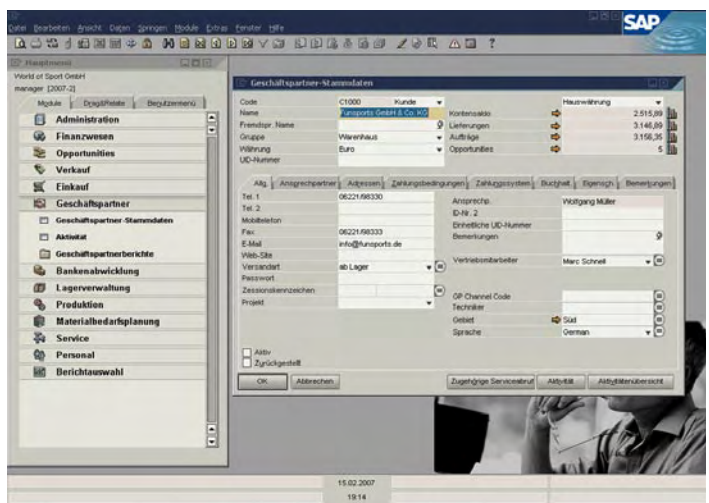 Datei Bearbeiten Ansicht Daten Springen Module Extras Fenster Hilfe
SAP
Hauptmenü
World of Sport GmbH
manager [2007-2]
Module Drag&Relate Benutzermenü
Administration
Finanzwesen
Opportunities
Verkauf
Einkauf
Geschäftspartner
Geschäftspartner-Stammdaten
Aktivität
Geschäftspartnerberichte
Bankenabwicklung
Lagerverwaltung
Produktion
Materialbedarfsplanung
Service
Personal
Berichtauswahl
Geschäftspartner-Stammdaten
Code C1000 Kunde Hauswährung
Name Funsports GmbH & Co. KG Kontensaldo 2.515,89
Fremdspr. Name Lieferungen 3.146,89
Gruppe Warenhaus Aufträge 3.156,35
Währung Euro Opportunities 5
UID-Nummer
Allg. Ansprechpartner Adressen Zahlungsbedingungen Zahlungssystem Buchhalt. Eigensch. Bemerkungen
Tel. 1 06221/98330 Ansprechp. Wolfgang Müller
Tel. 2 ID-Nr. 2
Mobiltelefon Einheitliche UID-Nummer
Fax 06221/98333 Bemerkungen
E-Mail info@funsports.de
Web-Site
Versandart ab Lager Vertriebsmitarbeiter Marc Schnell
Passwort
Zessionskennzeichen GP Channel Code
Projekt Techniker
Gebiet Süd
Sprache German
Aktiv
Zurückgestellt
OK Abbrechen Zugehörige Serviceabruf Aktivität Aktivitätenübersicht
15.02.2007
19:14